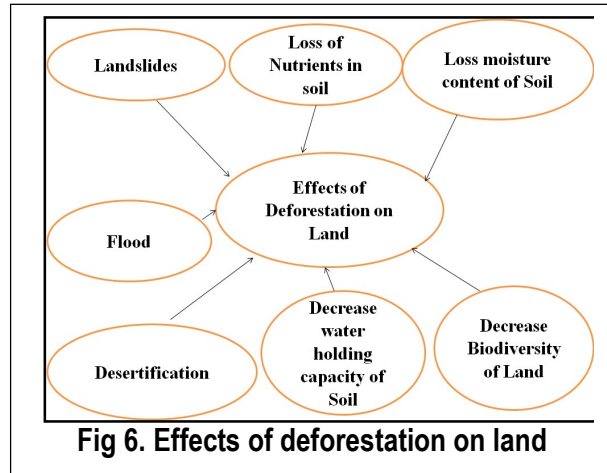 Landslides
Loss of
Nutrients in
soil
Loss moisture
content of Soil
Effects of
Deforestation on
Land
Flood
Desertification
Decrease
water
holding
capacity of
Soil
Decrease
Biodiversity
of Land
Fig 6. Effects of deforestation on land